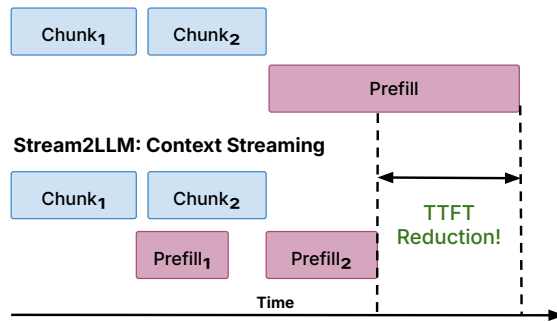 Chunk₁ Chunk₂
Prefill
Stream2LLM: Context Streaming
Chunk₁ Chunk₂
TTFT
Reduction!
Prefill₁ Prefill₂
Time